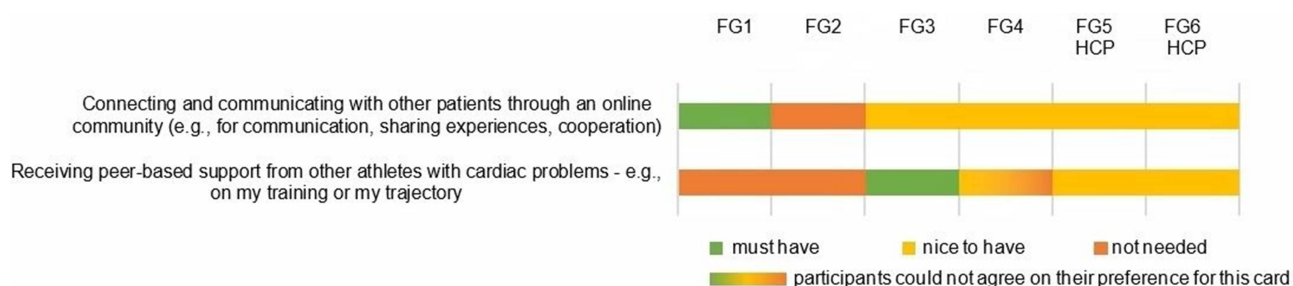 FG1 FG2 FG3 FG4 FG5 HCP FG6 HCP
Connecting and communicating with other patients through an online
community (e.g., for communication, sharing experiences, cooperation)
Receiving peer-based support from other athletes with cardiac problems - e.g.,
on my training or my trajectory
must have nice to have not needed
participants could not agree on their preference for this card